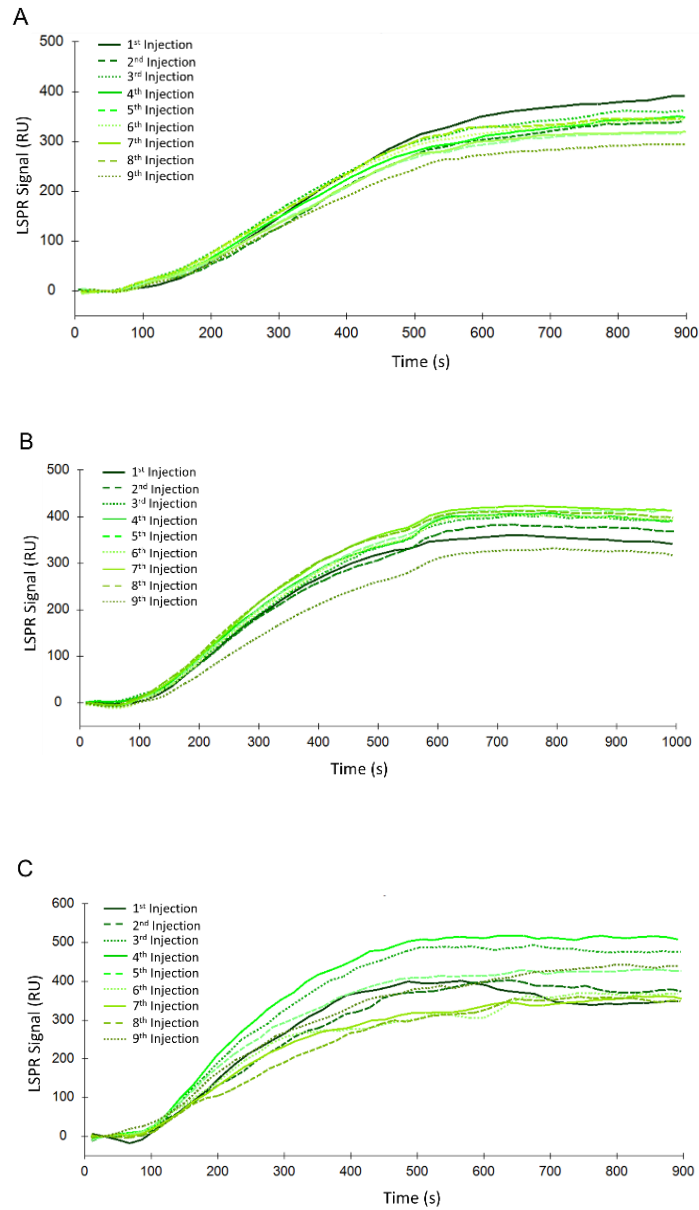 A
LSPR Signal (RU)
500
400
300
200
100
0
1st Injection
2nd Injection
3rd Injection
4th Injection
5th Injection
6th Injection
7th Injection
8th Injection
9th Injection
0 100 200 300 400 500 600 700 800 900
Time (s)
B
LSPR Signal (RU)
500
400
300
200
100
0
1st Injection
2nd Injection
3rd Injection
4th Injection
5th Injection
6th Injection
7th Injection
8th Injection
9th Injection
0 100 200 300 400 500 600 700 800 900 1000
Time (s)
C
LSPR Signal (RU)
600
500
400
300
200
100
0
1st Injection
2nd Injection
3rd Injection
4th Injection
5th Injection
6th Injection
7th Injection
8th Injection
9th Injection
0 100 200 300 400 500 600 700 800 900
Time (s)